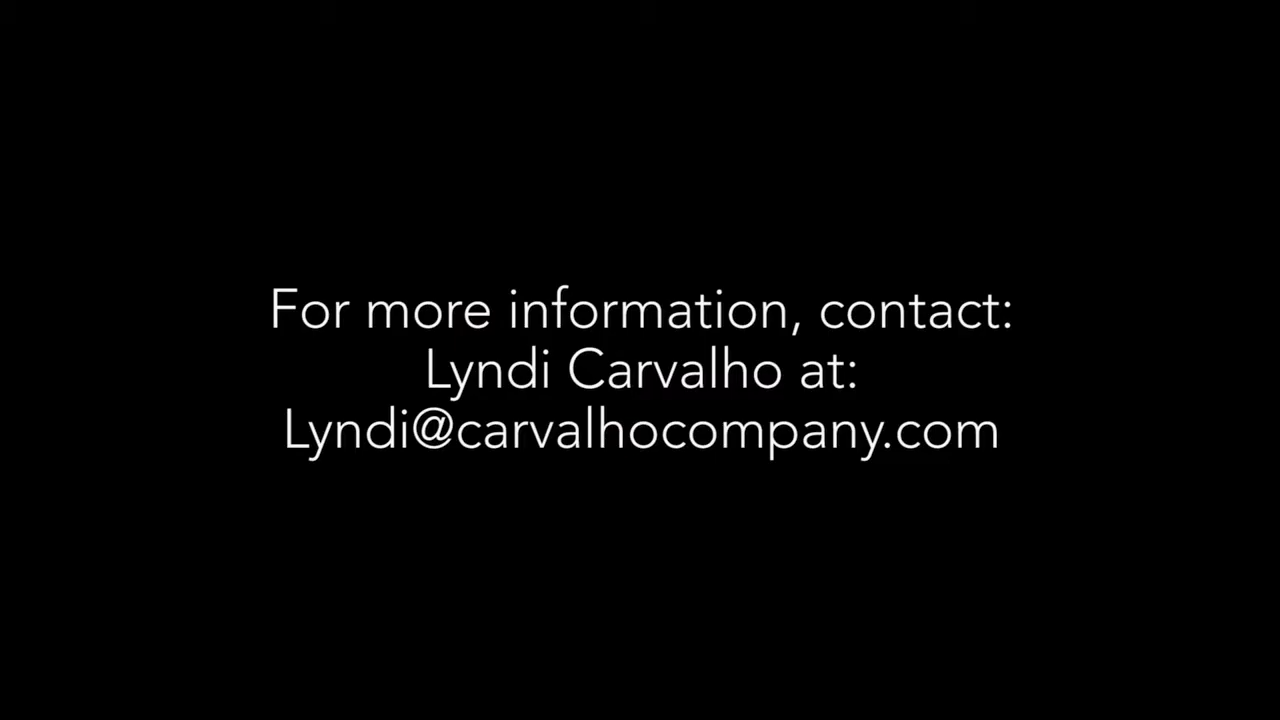 For more information, contact:
Lyndi Carvalho at:
Lyndi@carvalhocompany.com